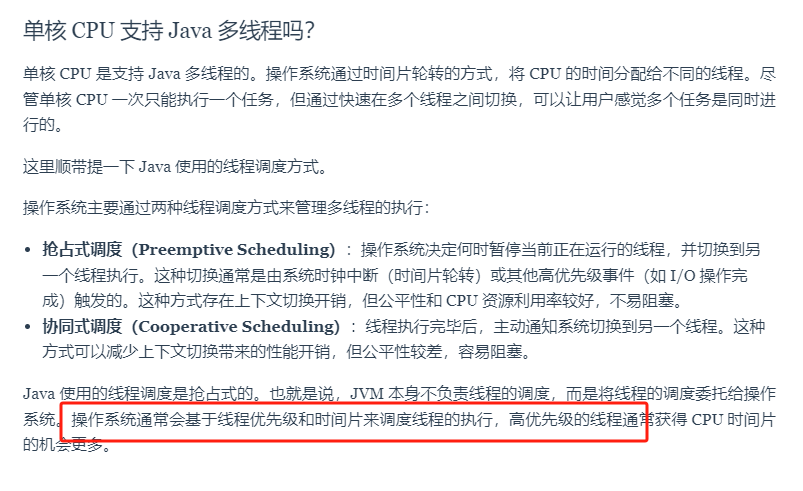 单核 CPU 支持 Java 多线程吗？
单核 CPU 是支持 Java 多线程的。操作系统通过时间片轮转的方式，将 CPU 的时间分配给不同的线程。尽
管单核 CPU 一次只能执行一个任务，但通过快速在多个线程之间切换，可以让用户感觉多个任务是同时进
行的。
这里顺带提一下 Java 使用的线程调度方式。
操作系统主要通过两种线程调度方式来管理多线程的执行：
• 抢占式调度（Preemptive Scheduling）：操作系统决定何时暂停当前正在运行的线程，并切换到另
一个线程执行。这种切换通常是由系统时钟中断（时间片轮转）或其他高优先级事件（如 I/O 操作完
成）触发的。这种方式存在上下文切换开销，但公平性和 CPU 资源利用率较好，不易阻塞。
• 协同式调度（Cooperative Scheduling）：线程执行完毕后，主动通知系统切换到另一个线程。这种
方式可以减少上下文切换带来的性能开销，但公平性较差，容易阻塞。
Java 使用的线程调度是抢占式的。也就是说，JVM 本身不负责线程的调度，而是将线程的调度委托给操作
系统。操作系统通常会基于线程优先级和时间片来调度线程的执行，高优先级的线程通常获得 CPU 时间片
的机会更多。